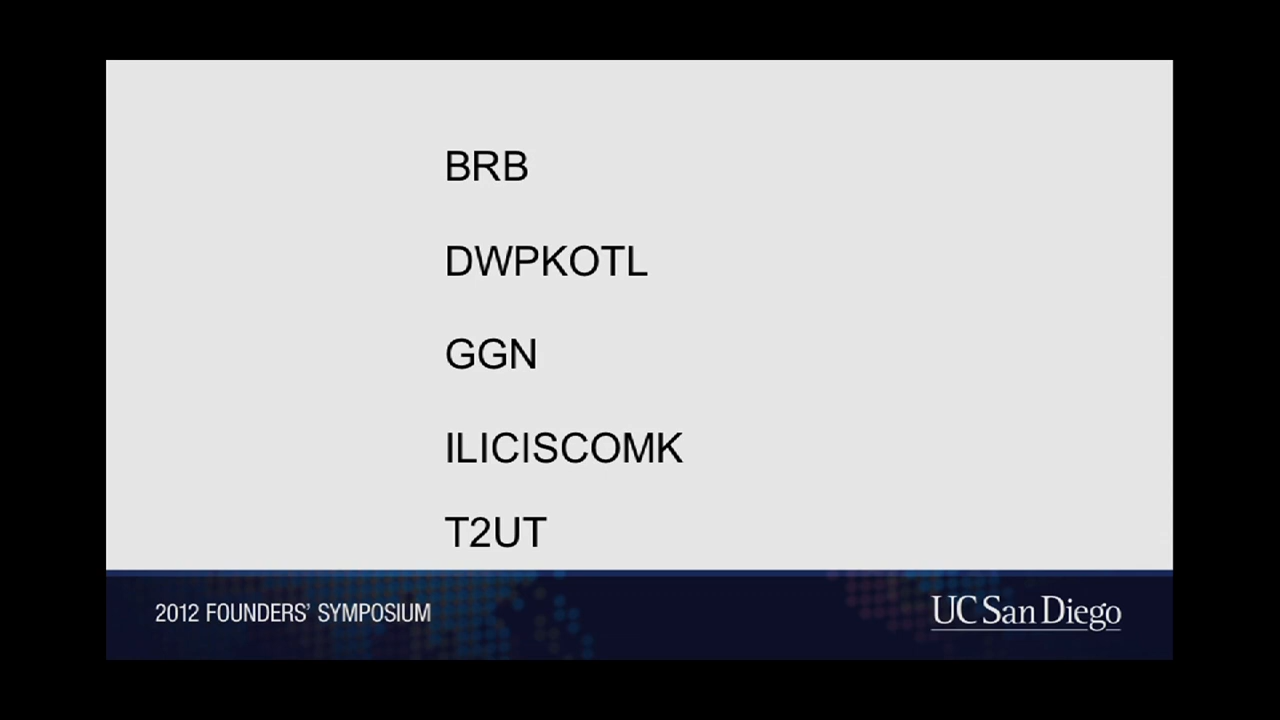 BRB
DWPKOTL
GGN
ILICISCOMK
T2UT
2012 FOUNDERS’ SYMPOSIUM
UC San Diego